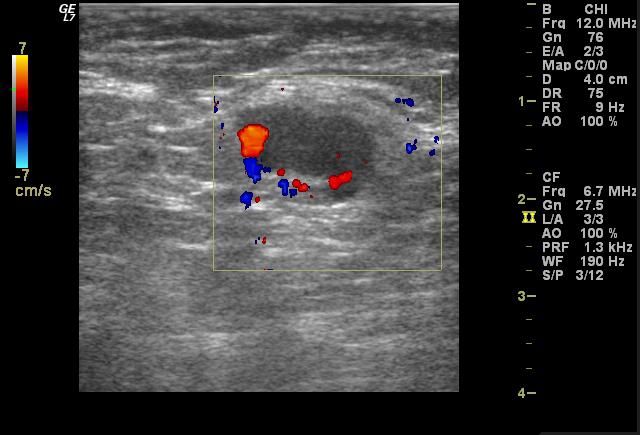 GE
L7
7
-7
cm/s
1
2
3
4
B CHI
Frq 12.0 MHz
Gn 76
E/A 2/3
Map C/0/0
D 4.0 cm
DR 75
FR 9 Hz
AO 100 %
CF
Frq 6.7 MHz
Gn 27.5
L/A 3/3
AO 100 %
PRF 1.3 kHz
WF 190 Hz
S/P 3/12